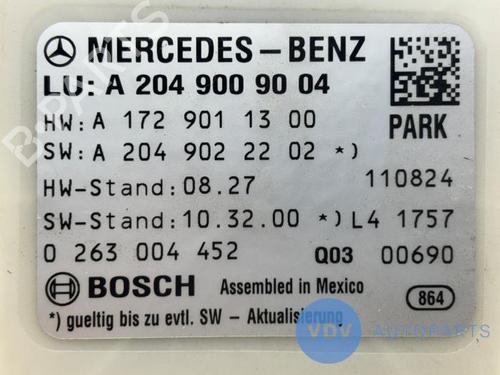 MERCEDES-BENZ
LU: A 204 900 90 04
HW: A 172 901 13 00
PARK
SW: A 204 902 22 02 *)
HW-Stand: 08.27 110824
SW-Stand: 10.32.00 *) L4 1757
0 263 004 452 Q03 00690
BOSCH Assembled in Mexico 864
*) gueltig bis zu evtl. SW - Aktualisierung
VDV AUTOPARTS
B-PARTS